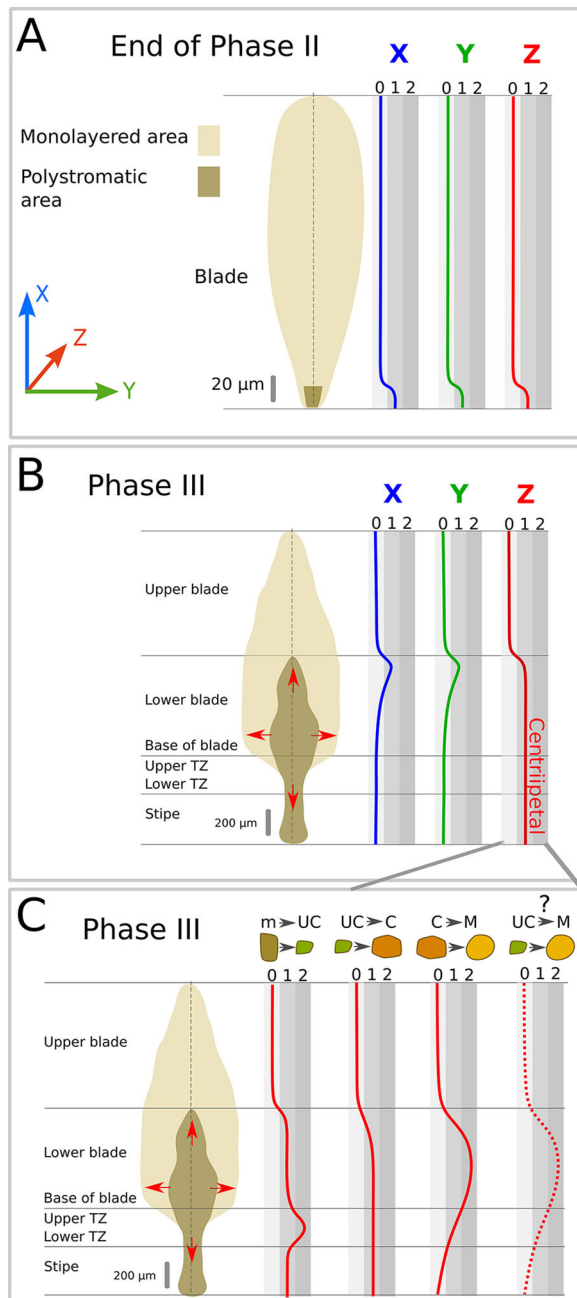 A
End of Phase II
X Y Z
0 1 2 0 1 2 0 1 2
Monolayered area
Polystromatic
area
Blade
X
Z
Y
20 µm
B
Phase III
X Y Z
0 1 2 0 1 2 0 1 2
Upper blade
Lower blade
Base of blade
Upper TZ
Lower TZ
Stipe
200 µm
Centriipetal
C
Phase III
?
m UC UC C C M UC M
0 1 2 0 1 2 0 1 2 0 1 2
Upper blade
Lower blade
Base of blade
Upper TZ
Lower TZ
Stipe
200 µm